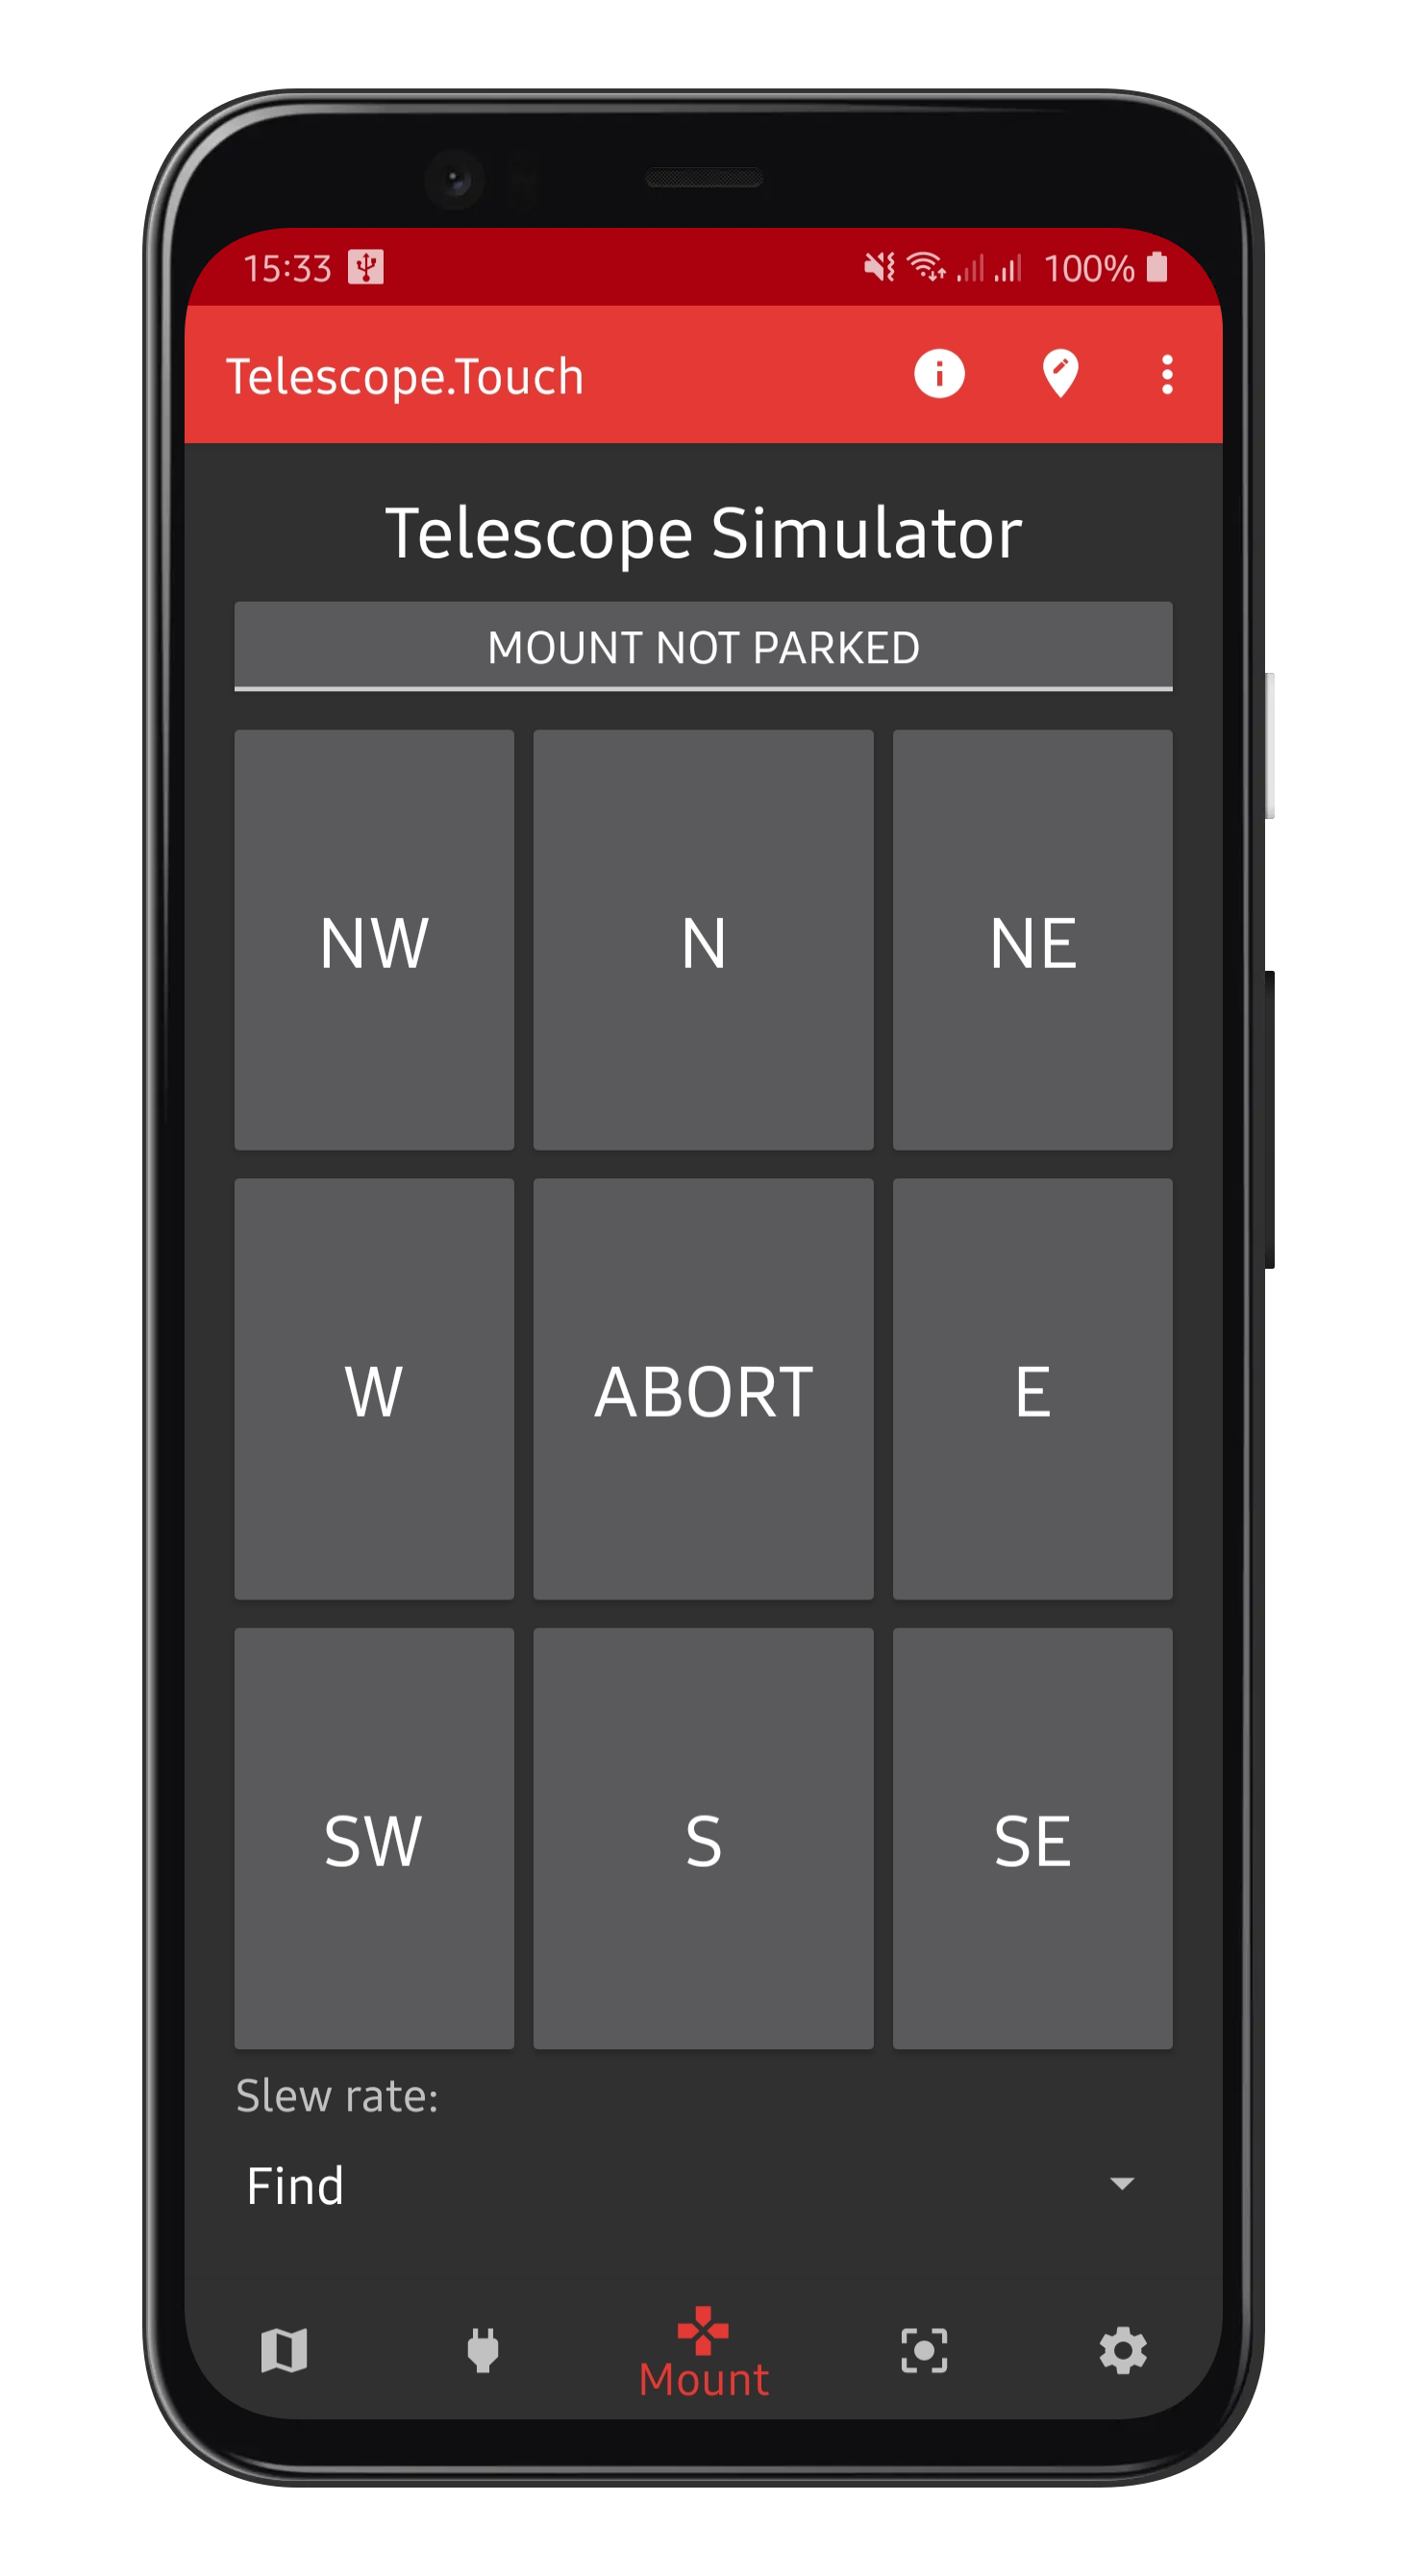 15:33 100%
Telescope.Touch
Telescope Simulator
MOUNT NOT PARKED
NW N NE
W ABORT E
SW S SE
Slew rate:
Find
Mount